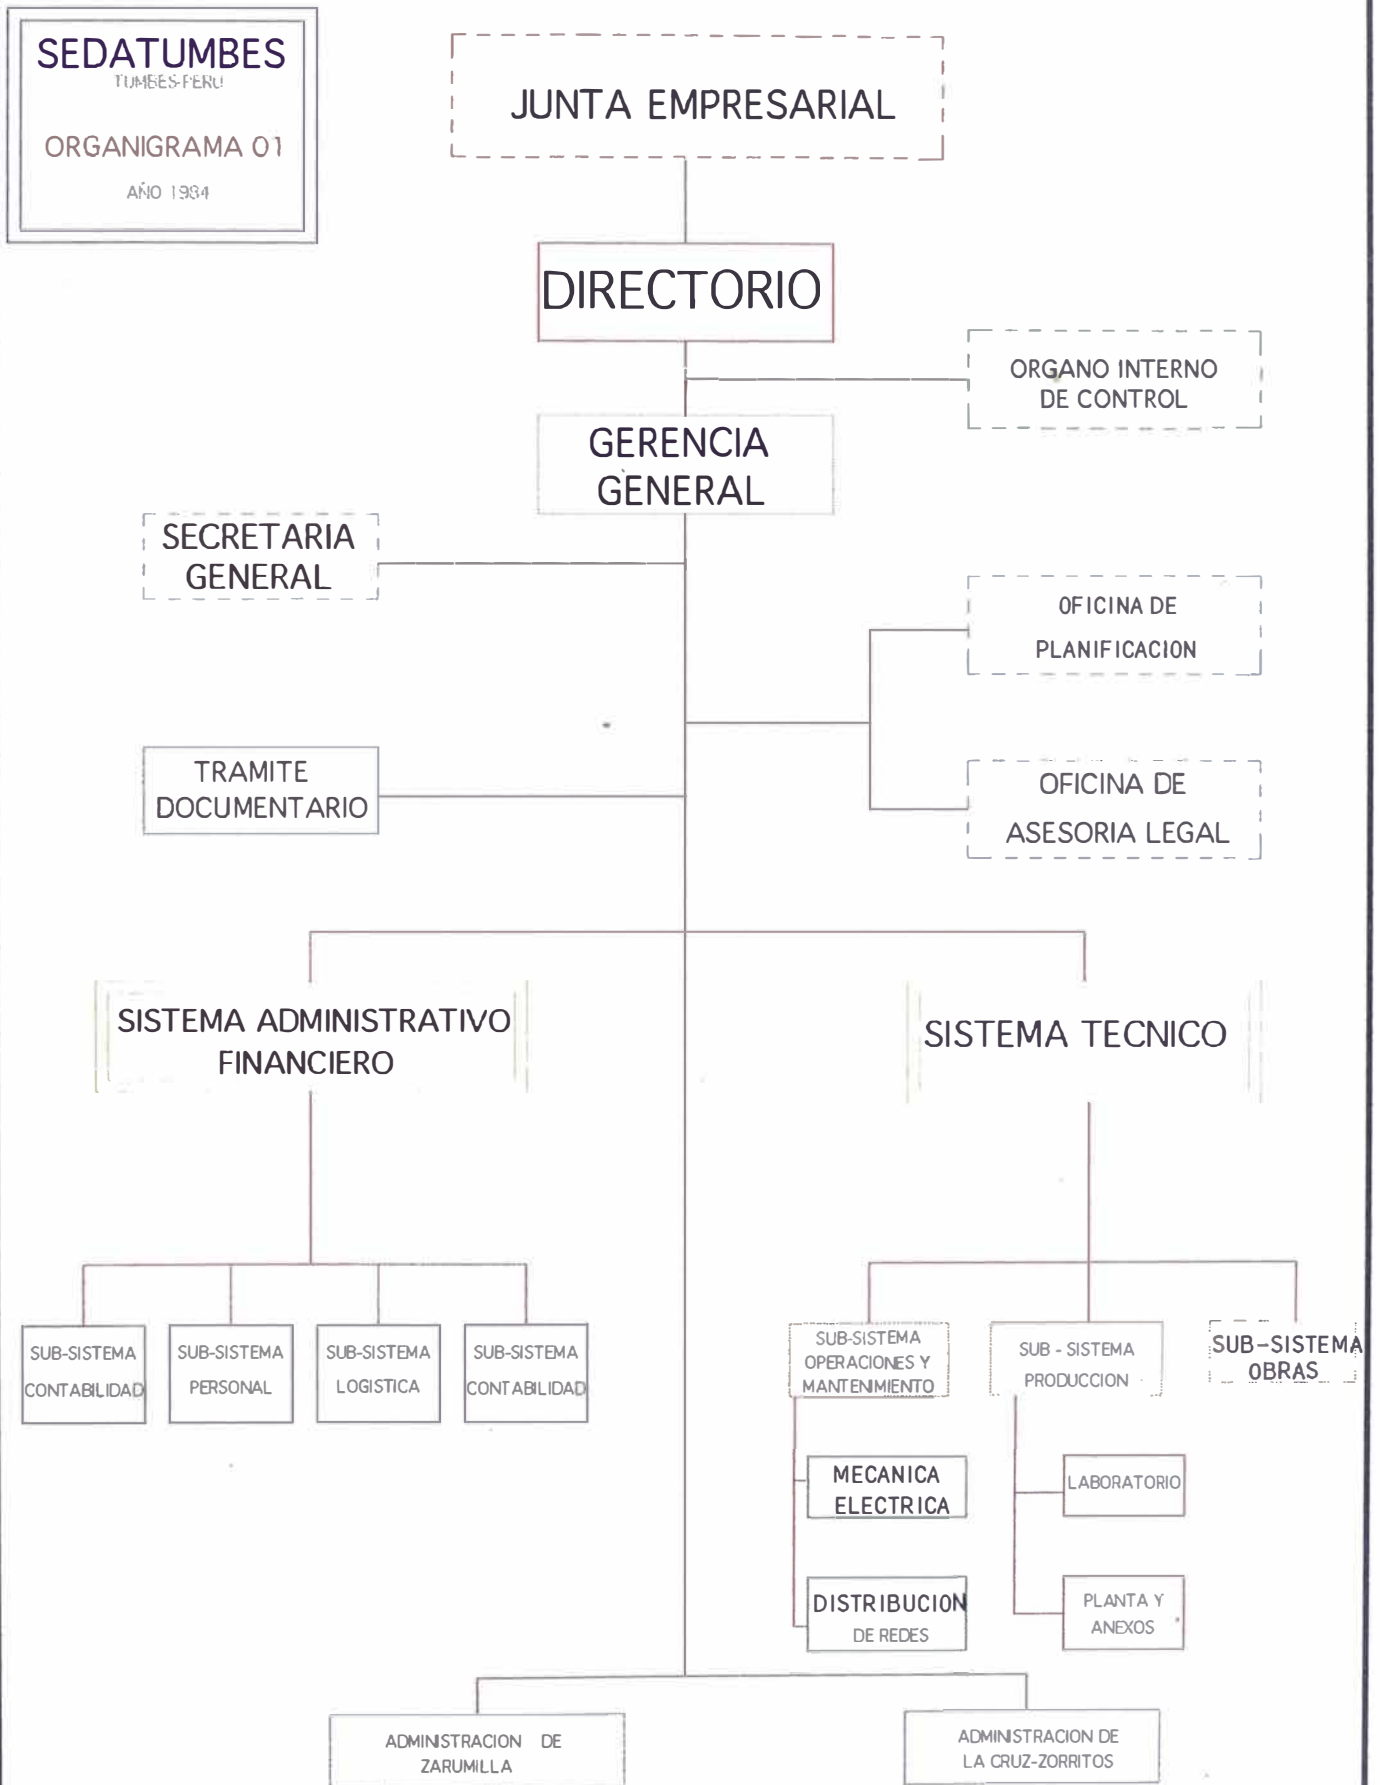 SEDATUMBES
TUMBES-PERU
ORGANIGRAMA 01
AÑO 1984
JUNTA EMPRESARIAL
DIRECTORIO
ORGANO INTERNO
DE CONTROL
GERENCIA
GENERAL
SECRETARIA
GENERAL
OFICINA DE
PLANIFICACION
TRAMITE
DOCUMENTARIO
OFICINA DE
ASESORIA LEGAL
SISTEMA ADMINISTRATIVO
FINANCIERO
SISTEMA TECNICO
SUB-SISTEMA
CONTABILIDAD
SUB-SISTEMA
PERSONAL
SUB-SISTEMA
LOGISTICA
SUB-SISTEMA
CONTABILIDAD
SUB-SISTEMA
OPERACIONES Y
MANTENIMIENTO
SUB - SISTEMA
PRODUCCION
SUB-SISTEMA
OBRAS
MECANICA
ELECTRICA
LABORATORIO
DISTRIBUCION
DE REDES
PLANTA Y
ANEXOS
ADMINISTRACION DE
ZARUMILLA
ADMINISTRACION DE
LA CRUZ-ZORRITOS